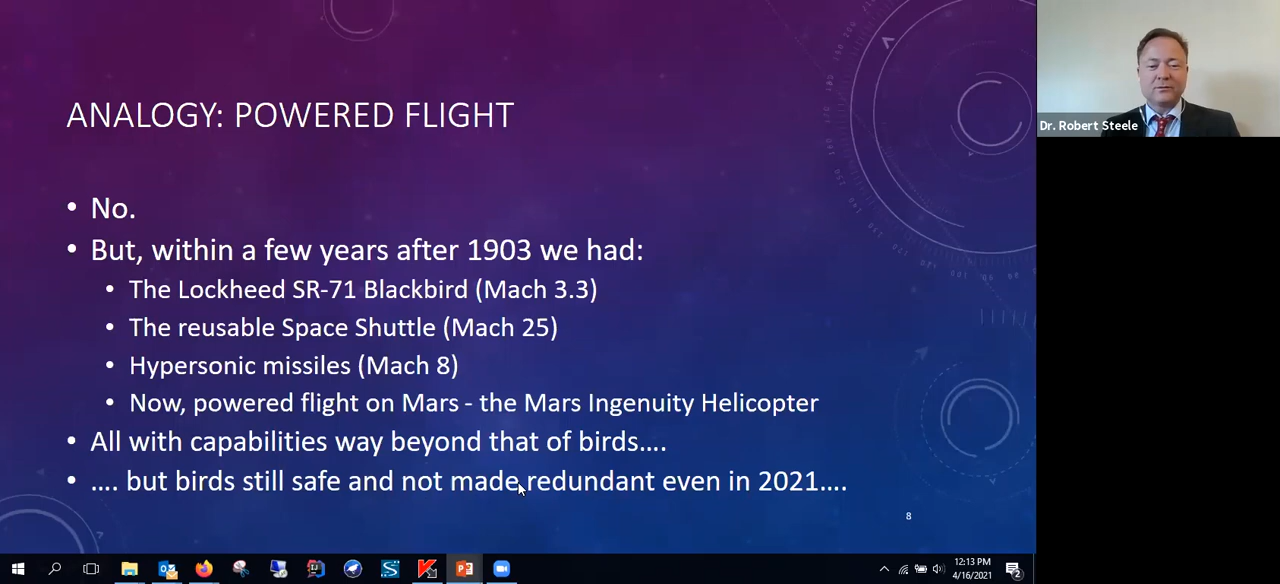 ANALOGY: POWERED FLIGHT
• No.
• But, within a few years after 1903 we had:
• The Lockheed SR-71 Blackbird (Mach 3.3)
• The reusable Space Shuttle (Mach 25)
• Hypersonic missiles (Mach 8)
• Now, powered flight on Mars - the Mars Ingenuity Helicopter
• All with capabilities way beyond that of birds....
• .... but birds still safe and not made redundant even in 2021....
8
Dr. Robert Steele
12:13 PM
4/16/2021
2